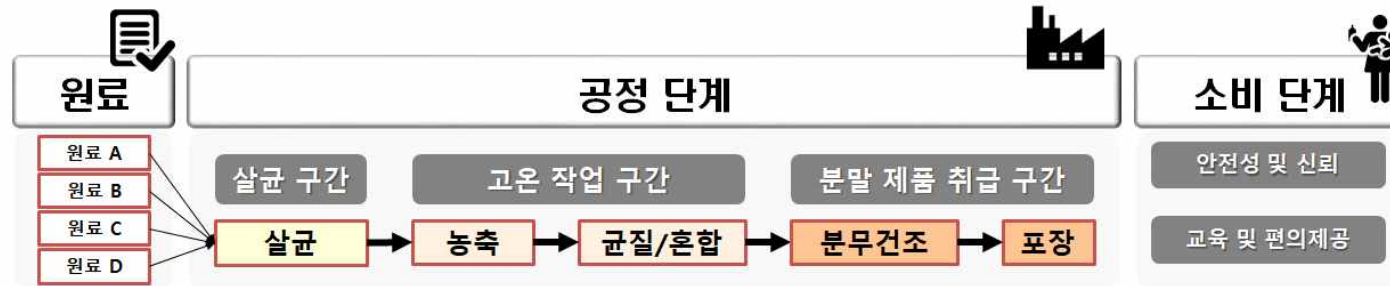 원료
공정 단계
소비 단계
원료 A
원료 B
원료 C
원료 D
살균 구간
고온 작업 구간
분말 제품 취급 구간
살균
농축
균질/혼합
분무건조
포장
안전성 및 신뢰
교육 및 편의제공